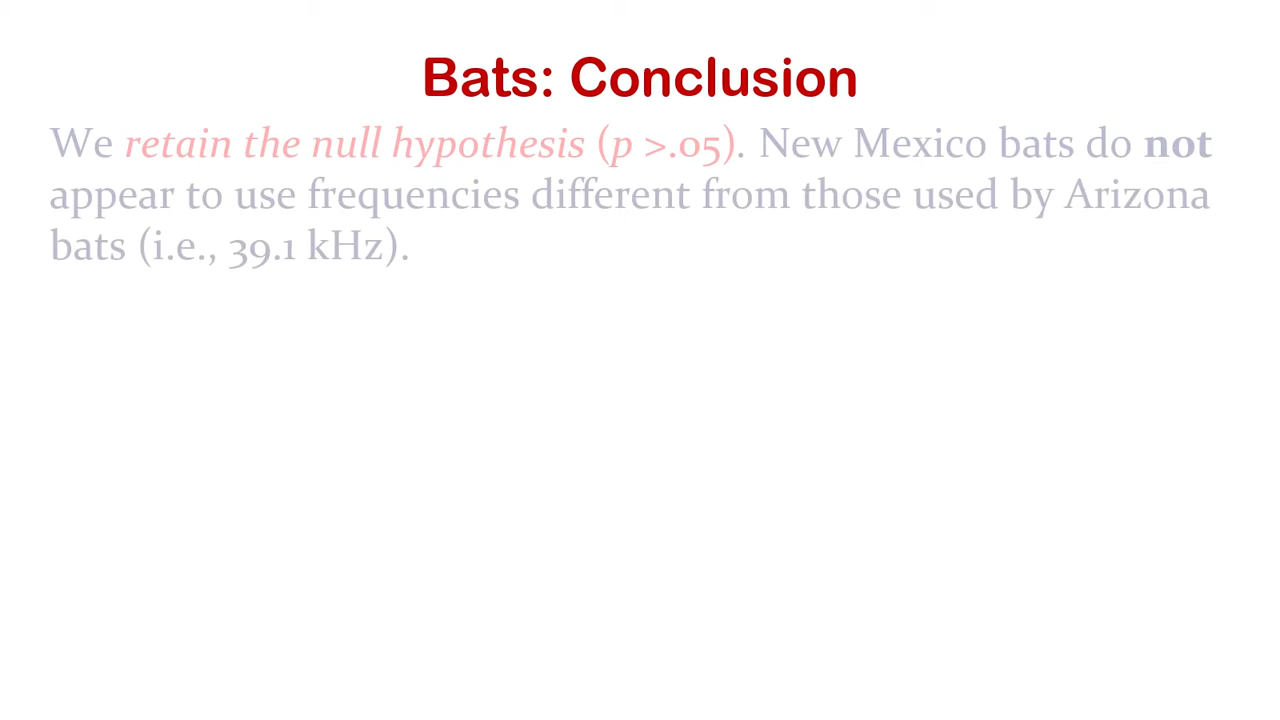 Bats: Conclusion
We retain the null hypothesis (p >.05). New Mexico bats do not
appear to use frequencies different from those used by Arizona
bats (i.e., 39.1 kHz).